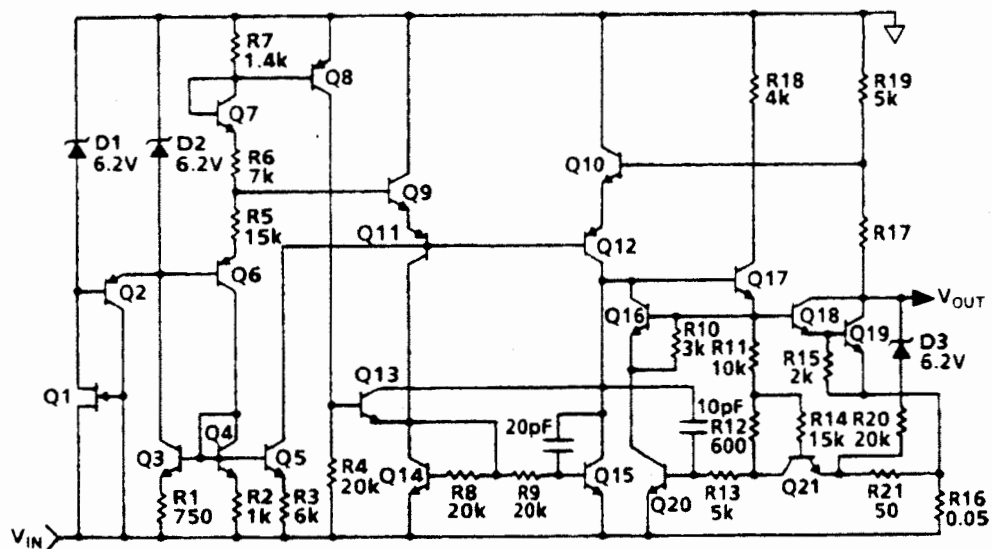 R7
1.4k
Q8
R18
4k
R19
5k
Q7
D1
6.2V
D2
6.2V
R6
7k
Q10
Q9
R5
15k
Q11
Q12
R17
Q6
Q2
Q17
VOUT
Q16
Q18
Q19
R10
3k
R11
10k
D3
6.2V
R15
2k
Q1
Q13
10pF
20pF
R12
600
R14
15k
R20
20k
Q3
Q4
Q5
R4
20k
Q14
R8
20k
R9
20k
Q15
Q20
R13
5k
Q21
R21
50
R16
0.05
R1
750
R2
1k
R3
6k
VIN